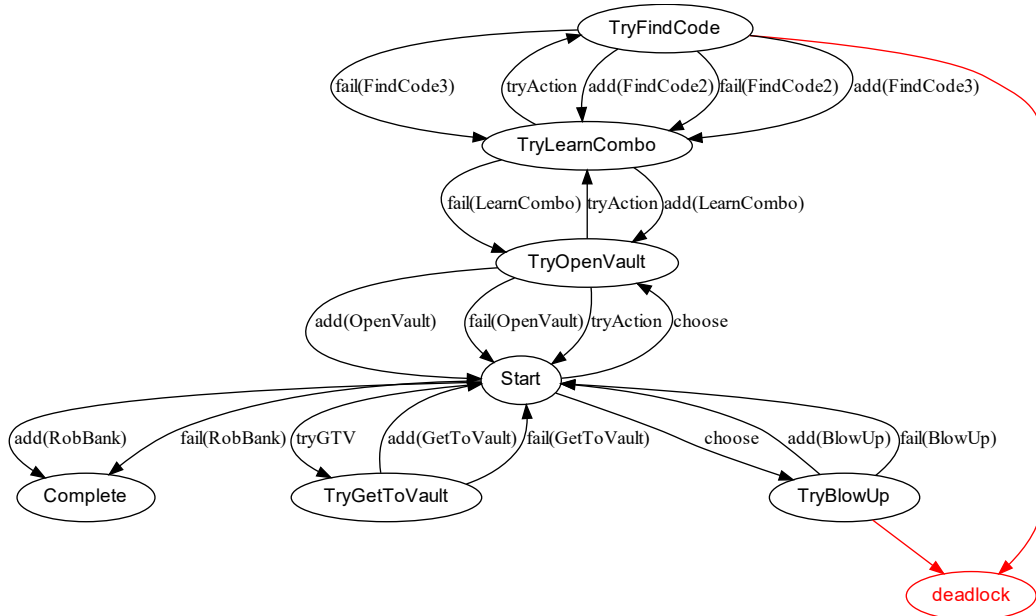 TryFindCode
fail(FindCode3)
tryAction
add(FindCode2)
fail(FindCode2)
add(FindCode3)
TryLearnCombo
fail(LearnCombo)
tryAction
add(LearnCombo)
TryOpenVault
add(OpenVault)
fail(OpenVault)
tryAction
choose
Start
add(RobBank)
fail(RobBank)
tryGTV
add(GetToVault)
fail(GetToVault)
choose
add(BlowUp)
fail(BlowUp)
Complete
TryGetToVault
TryBlowUp
deadlock